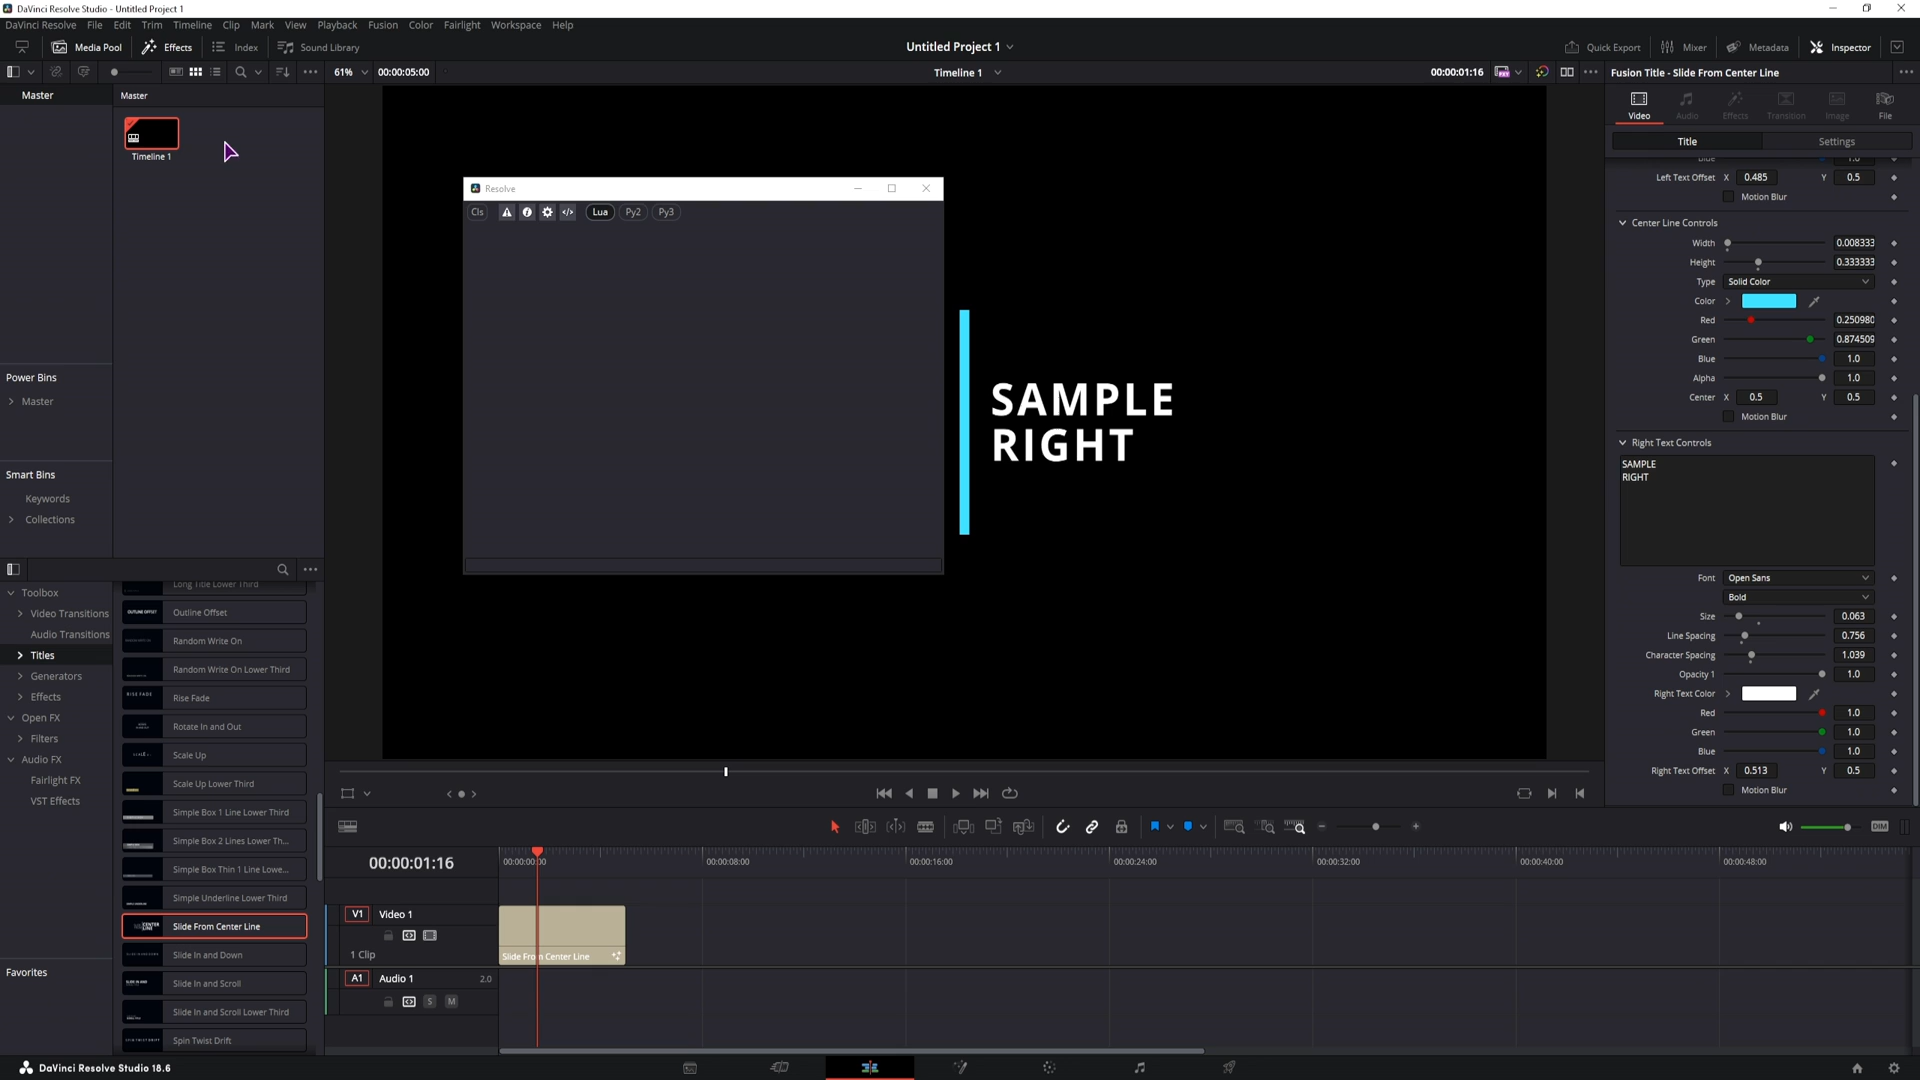 DaVinci Resolve Studio - Untitled Project 1
DaVinci Resolve File Edit Trim Timeline Clip Mark View Playback Fusion Color Fairlight Workspace Help
Media Pool Effects Index Sound Library
Untitled Project 1
Quick Export Mixer Metadata Inspector
61% 00:00:05:00
Timeline 1
00:00:01:16
Fusion Title - Slide From Center Line
Master
Master
Timeline 1
Power Bins
Master
Smart Bins
Keywords
Collections
Resolve
Cls Lua Py2 Py3
SAMPLE
RIGHT
Video Audio Effects Transition Image File
Title Settings
Blue 1.0
Left Text Offset X 0.485 Y 0.5
Motion Blur
Center Line Controls
Width 0.008333
Height 0.333333
Type Solid Color
Color
Red 0.250980
Green 0.874509
Blue 1.0
Alpha 1.0
Center X 0.5 Y 0.5
Motion Blur
Right Text Controls
SAMPLE
RIGHT
Font Open Sans
Bold
Size 0.063
Line Spacing 0.756
Character Spacing 1.039
Opacity 1 1.0
Right Text Color
Red 1.0
Green 1.0
Blue 1.0
Right Text Offset X 0.513 Y 0.5
Motion Blur
Toolbox
Video Transitions
Audio Transitions
Titles
Generators
Effects
Open FX
Filters
Audio FX
Fairlight FX
VST Effects
Favorites
Long Title Lower Third
Outline Offset
Random Write On
Random Write On Lower Third
Rise Fade
Rotate In and Out
Scale Up
Scale Up Lower Third
Simple Box 1 Line Lower Third
Simple Box 2 Lines Lower Th...
Simple Box Thin 1 Line Lowe...
Simple Underline Lower Third
Slide From Center Line
Slide In and Down
Slide In and Scroll
Slide In and Scroll Lower Third
Spin Twist Drift
DIM
00:00:01:16
00:00:00:00 00:00:08:00 00:00:16:00 00:00:24:00 00:00:32:00 00:00:40:00 00:00:48:00
V1 Video 1
1 Clip
Slide From Center Line
A1 Audio 1 2.0
S M
DaVinci Resolve Studio 18.6